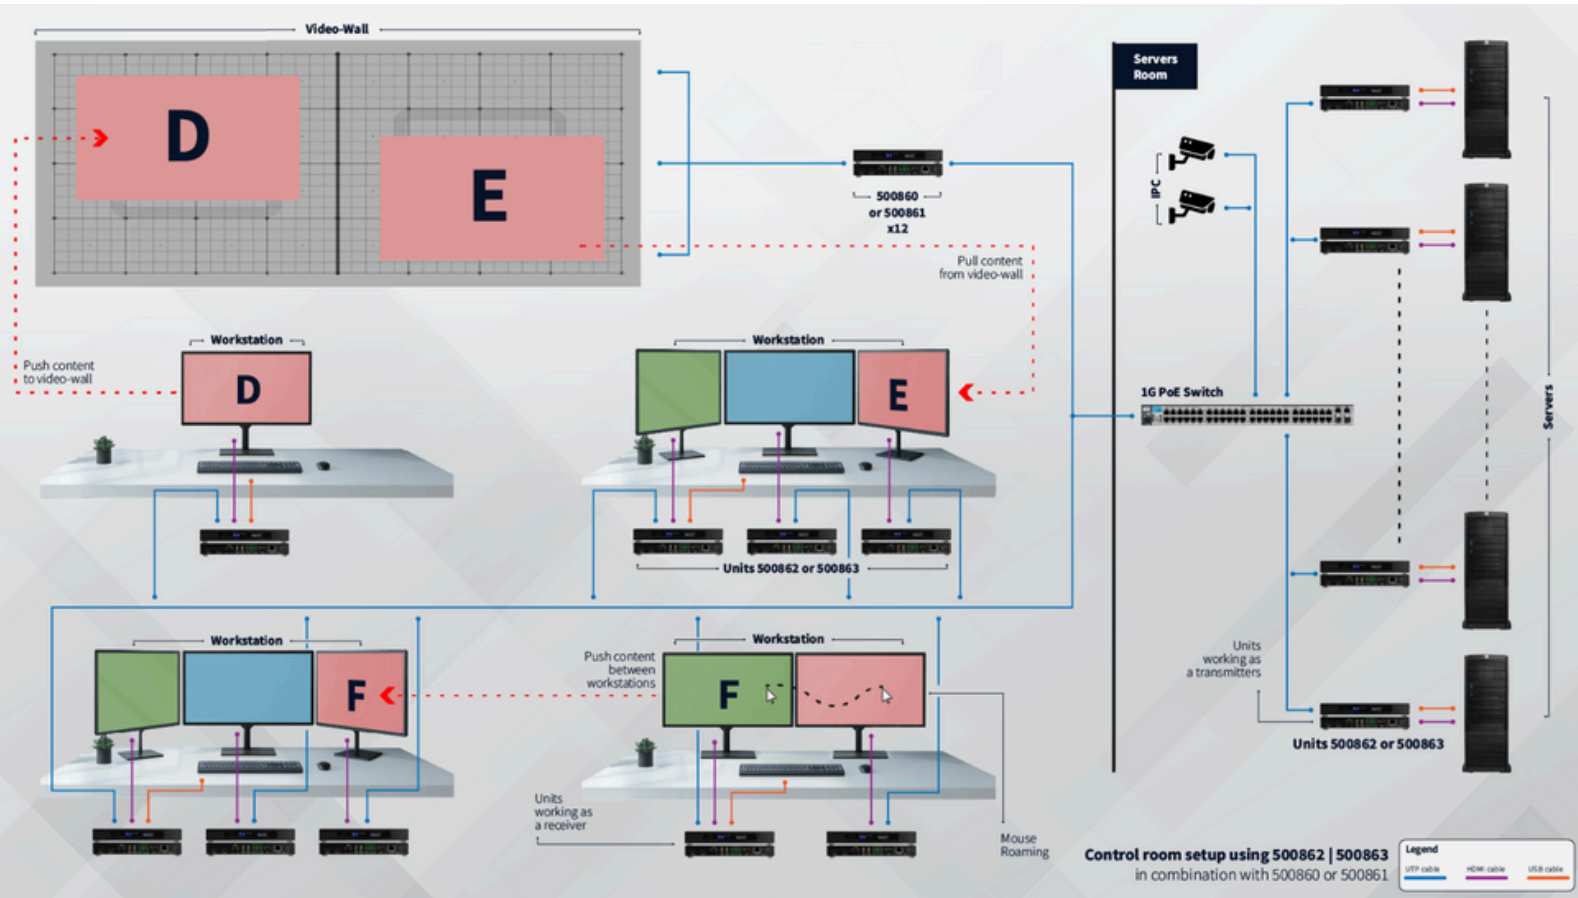 Video-Wall
D
E
Servers
Room
IPC
500860
or 500861
x12
Pull content
from video-wall
Push content
to video-wall
Workstation
D
Workstation
E
1G PoE Switch
Servers
Units 500862 or 500863
Workstation
F
Push content
between
workstations
Workstation
F
Units
working as
a transmitters
Units 500862 or 500863
Units
working as
a receiver
Mouse
Roaming
Control room setup using 500862 | 500863
in combination with 500860 or 500861
Legend
UTP cable
HDMI cable
USB cable